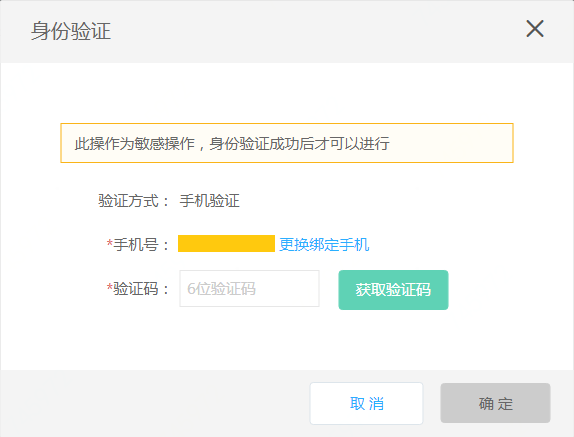 身份验证
此操作为敏感操作，身份验证成功后才可以进行
验证方式： 手机验证
*手机号： 更换绑定手机
*验证码： 6位验证码 获取验证码
取 消 确 定